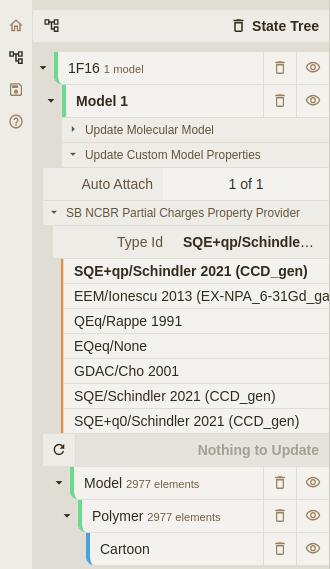 State Tree
1F16 1 model
Model 1
Update Molecular Model
Update Custom Model Properties
Auto Attach 1 of 1
SB NCBR Partial Charges Property Provider
Type Id SQE+qp/Schindle...
SQE+qp/Schindler 2021 (CCD_gen)
EEM/Ionescu 2013 (EX-NPA_6-31Gd_ga
QEq/Rappe 1991
EQeq/None
GDAC/Cho 2001
SQE/Schindler 2021 (CCD_gen)
SQE+q0/Schindler 2021 (CCD_gen)
Nothing to Update
Model 2977 elements
Polymer 2977 elements
Cartoon